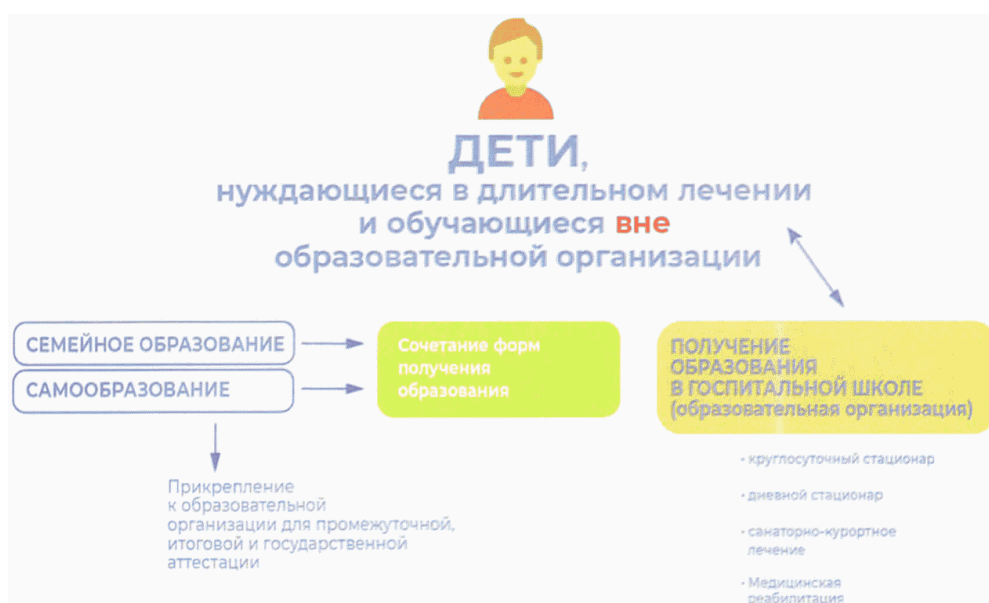 ДЕТИ,
нуждающиеся в длительном лечении
и обучающиеся вне
образовательной организации
СЕМЕЙНОЕ ОБРАЗОВАНИЕ
САМООБРАЗОВАНИЕ
Сочетание форм
получения
образования
Прикрепление
к образовательной
организации для промежуточной,
итоговой и государственной
аттестации
ПОЛУЧЕНИЕ
ОБРАЗОВАНИЯ
В ГОСПИТАЛЬНОЙ ШКОЛЕ
(образовательная организация)
• круглосуточный стационар
• дневной стационар
• санаторно-курортное
лечение
• Медицинская
реабилитация